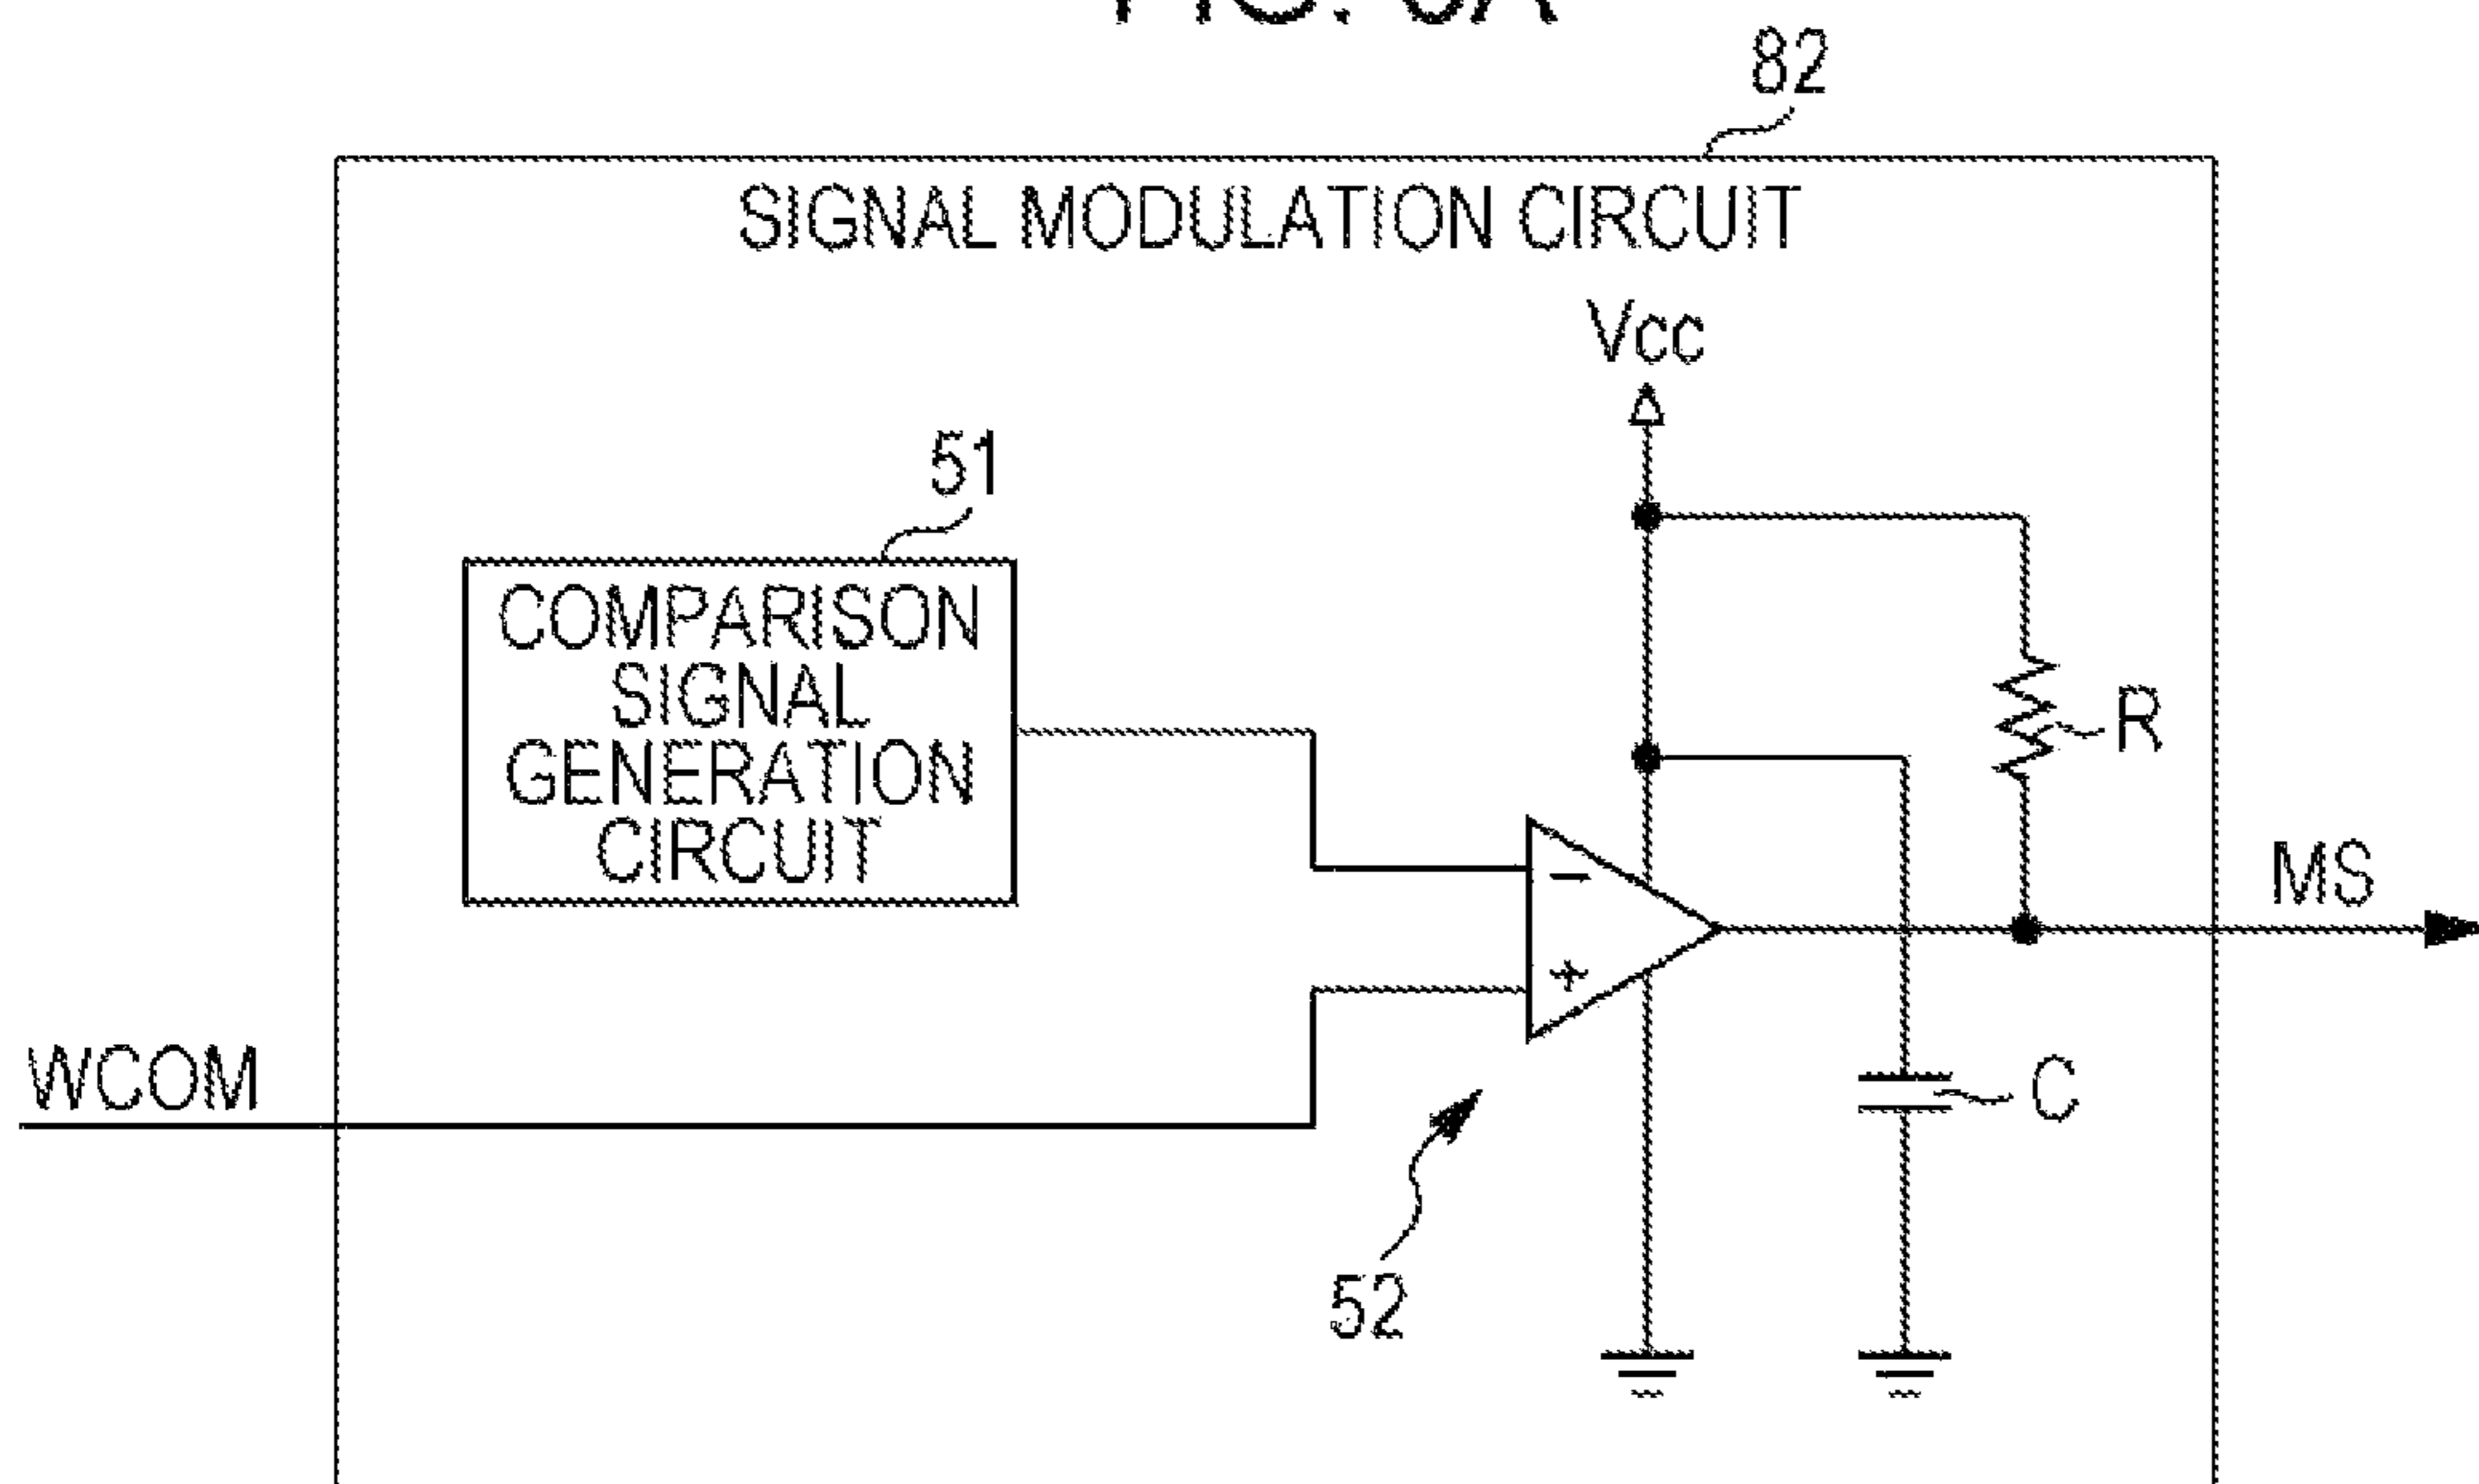 82
SIGNAL MODULATION CIRCUIT
Vcc
51
COMPARISON
SIGNAL
GENERATION
CIRCUIT
R
MS
−
+
WCOM
C
52